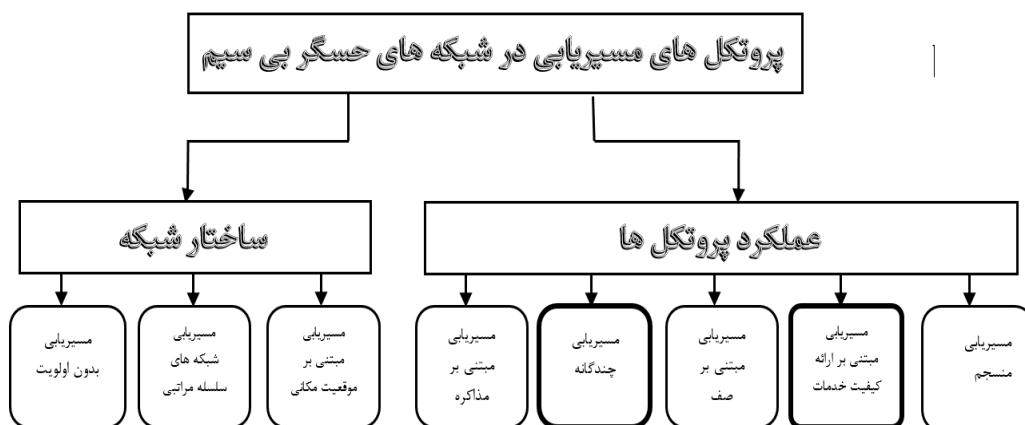 پروتکل های مسیریابی در شبکه های حسگر بی سیم
عملکرد پروتکل ها
ساختار شبکه
مسیریابی
منسجم
مسیریابی
مبتنی بر ارائه
کیفیت خدمات
مسیریابی
مبتنی بر
صف
مسیریابی
چندگانه
مسیریابی
مبتنی بر
مذاکره
مسیریابی
مبتنی بر
موقعیت مکانی
مسیریابی
شبکه های
سلسله مراتبی
مسیریابی
بدون اولویت